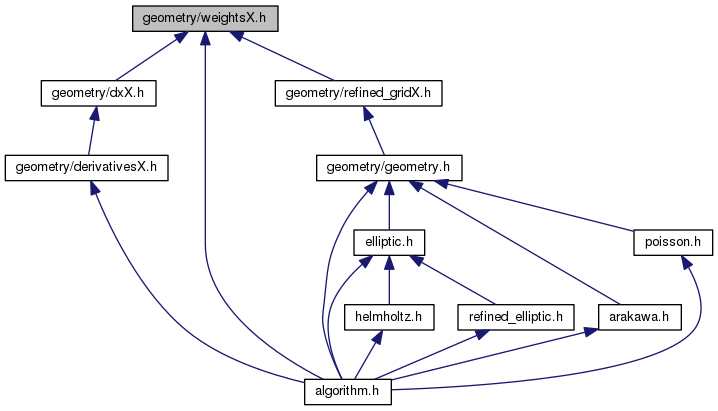 geometry/weightsX.h
geometry/dxX.h
geometry/refined_gridX.h
geometry/derivativesX.h
geometry/geometry.h
elliptic.h
poisson.h
helmholtz.h
refined_elliptic.h
arakawa.h
algorithm.h